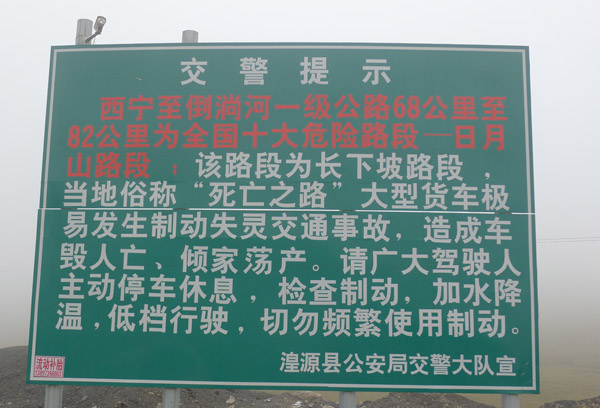 交警提示
西宁至倒淌河一级公路68公里至
82公里为全国十大危险路段—日月
山路段；该路段为长下坡路段，
当地俗称“死亡之路”大型货车极
易发生制动失灵交通事故，造成车
毁人亡、倾家荡产。请广大驾驶人
主动停车休息，检查制动，加水降
温，低档行驶，切勿频繁使用制动。
湟源县公安局交警大队宣
流动补胎